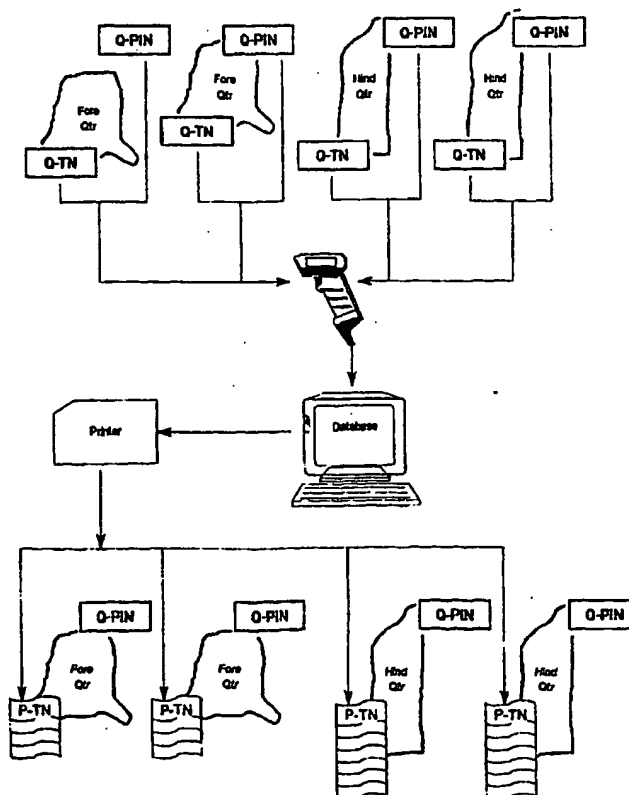 Q-PIN
Q-PIN
Q-PIN
Q-PIN
Fore
Qtr
Fore
Qtr
Hind
Qtr
Hind
Qtr
Q-TN
Q-TN
Q-TN
Q-TN
Printer
Database
Q-PIN
Q-PIN
Q-PIN
Q-PIN
Fore
Qtr
Fore
Qtr
Hind
Qtr
Hind
Qtr
P-TN
P-TN
P-TN
P-TN